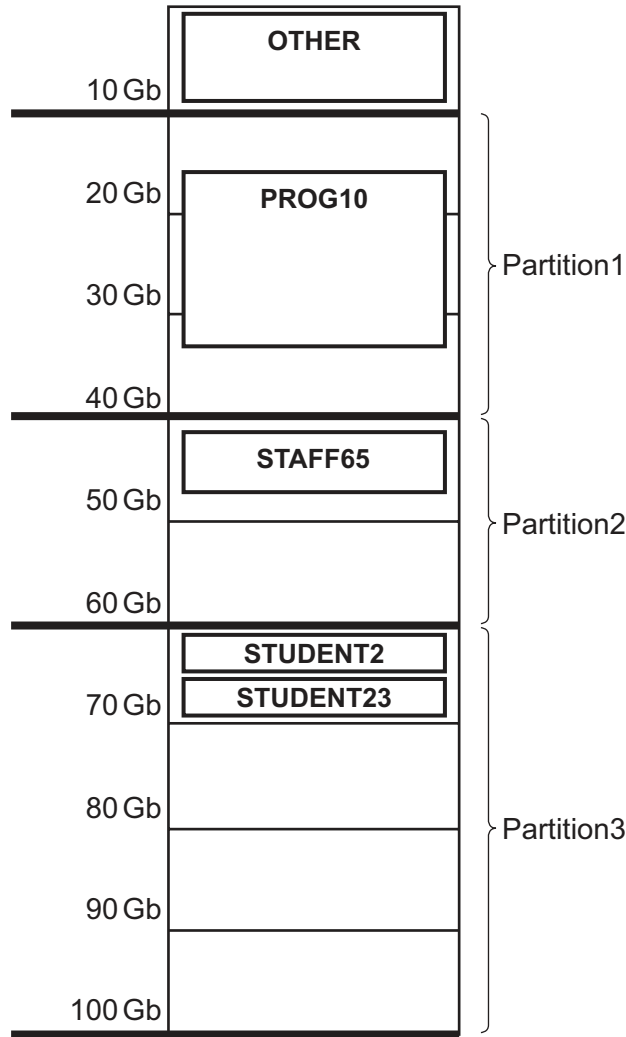 OTHER
10 Gb
20 Gb
PROG10
Partition1
30 Gb
40 Gb
STAFF65
50 Gb
Partition2
60 Gb
STUDENT2
STUDENT23
70 Gb
80 Gb
Partition3
90 Gb
100 Gb